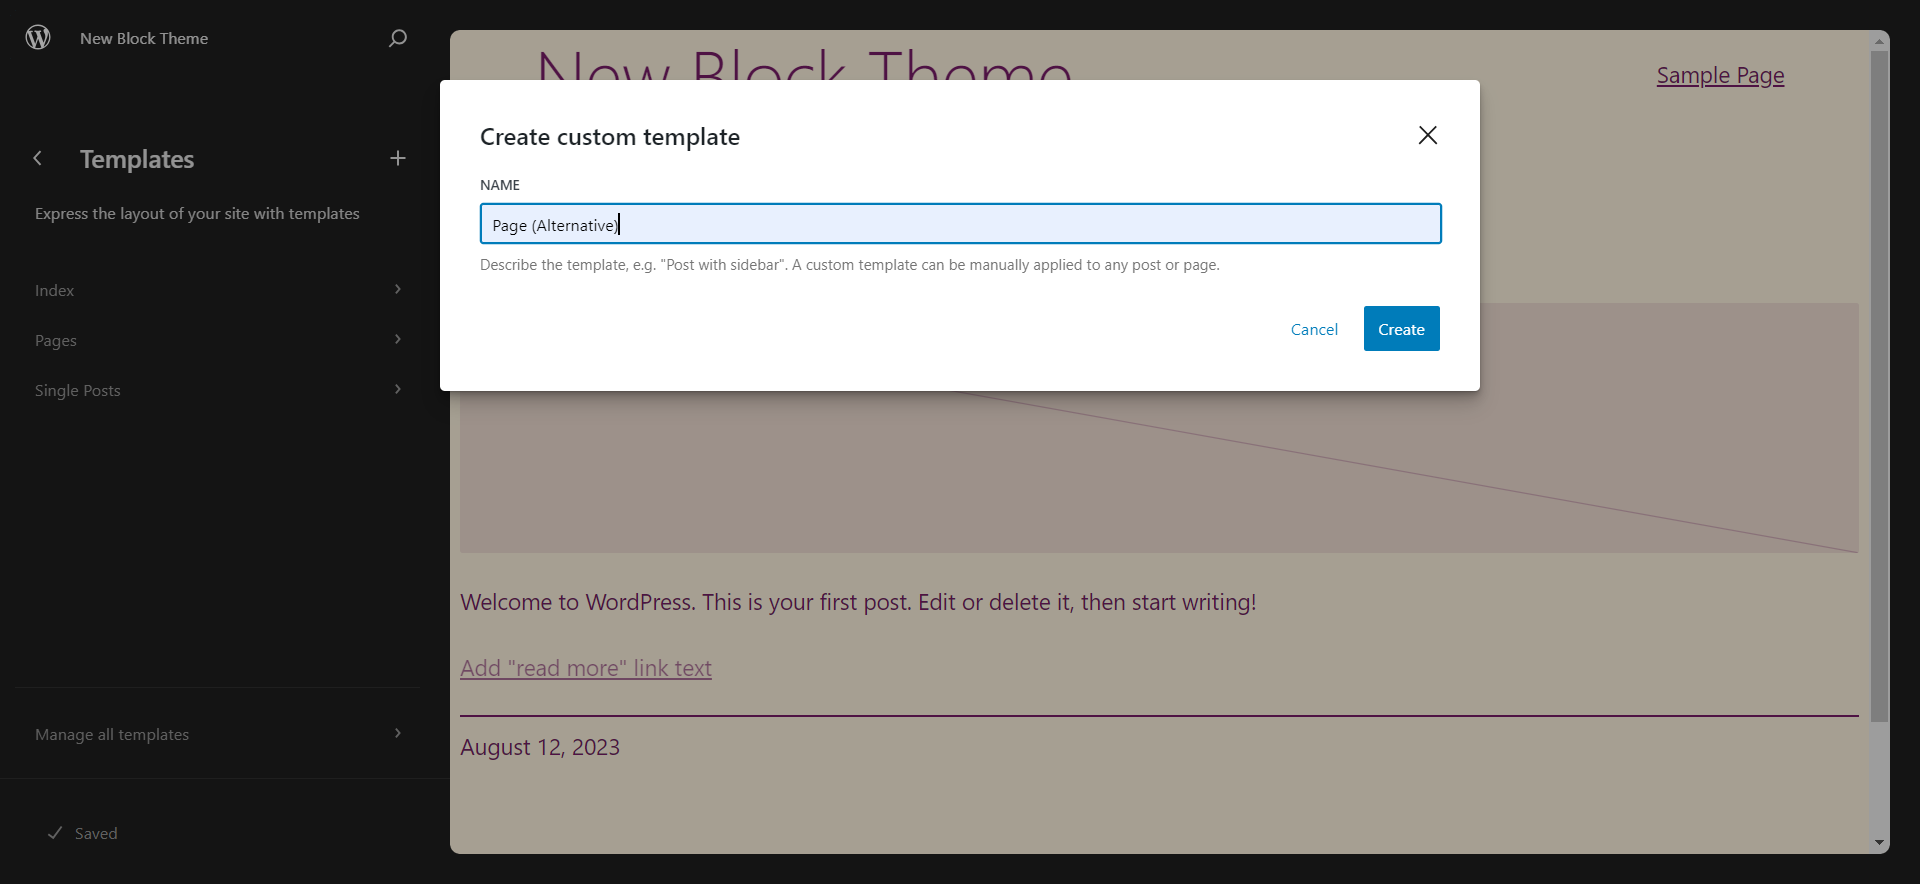 New Block Theme
Templates
Express the layout of your site with templates
Index
Pages
Single Posts
Manage all templates
Saved
New Block Theme
Sample Page
Create custom template
NAME
Page (Alternative)
Describe the template, e.g. "Post with sidebar". A custom template can be manually applied to any post or page.
Cancel
Create
Welcome to WordPress. This is your first post. Edit or delete it, then start writing!
Add "read more" link text
August 12, 2023